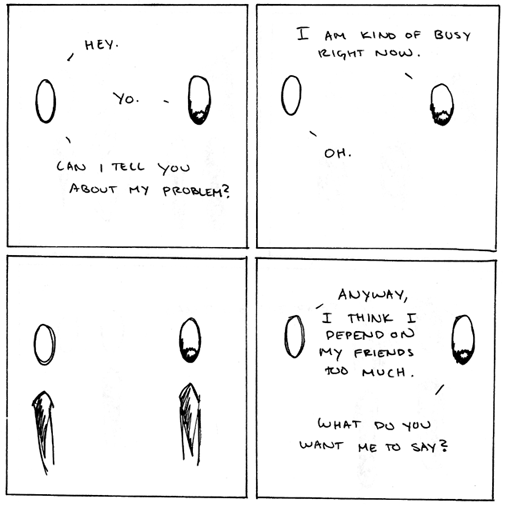 HEY.
YO.
CAN I TELL YOU
ABOUT MY PROBLEM?
I AM KIND OF BUSY
RIGHT NOW.
OH.
ANYWAY,
I THINK I
DEPEND ON
MY FRIENDS
TOO MUCH.
WHAT DO YOU
WANT ME TO SAY?